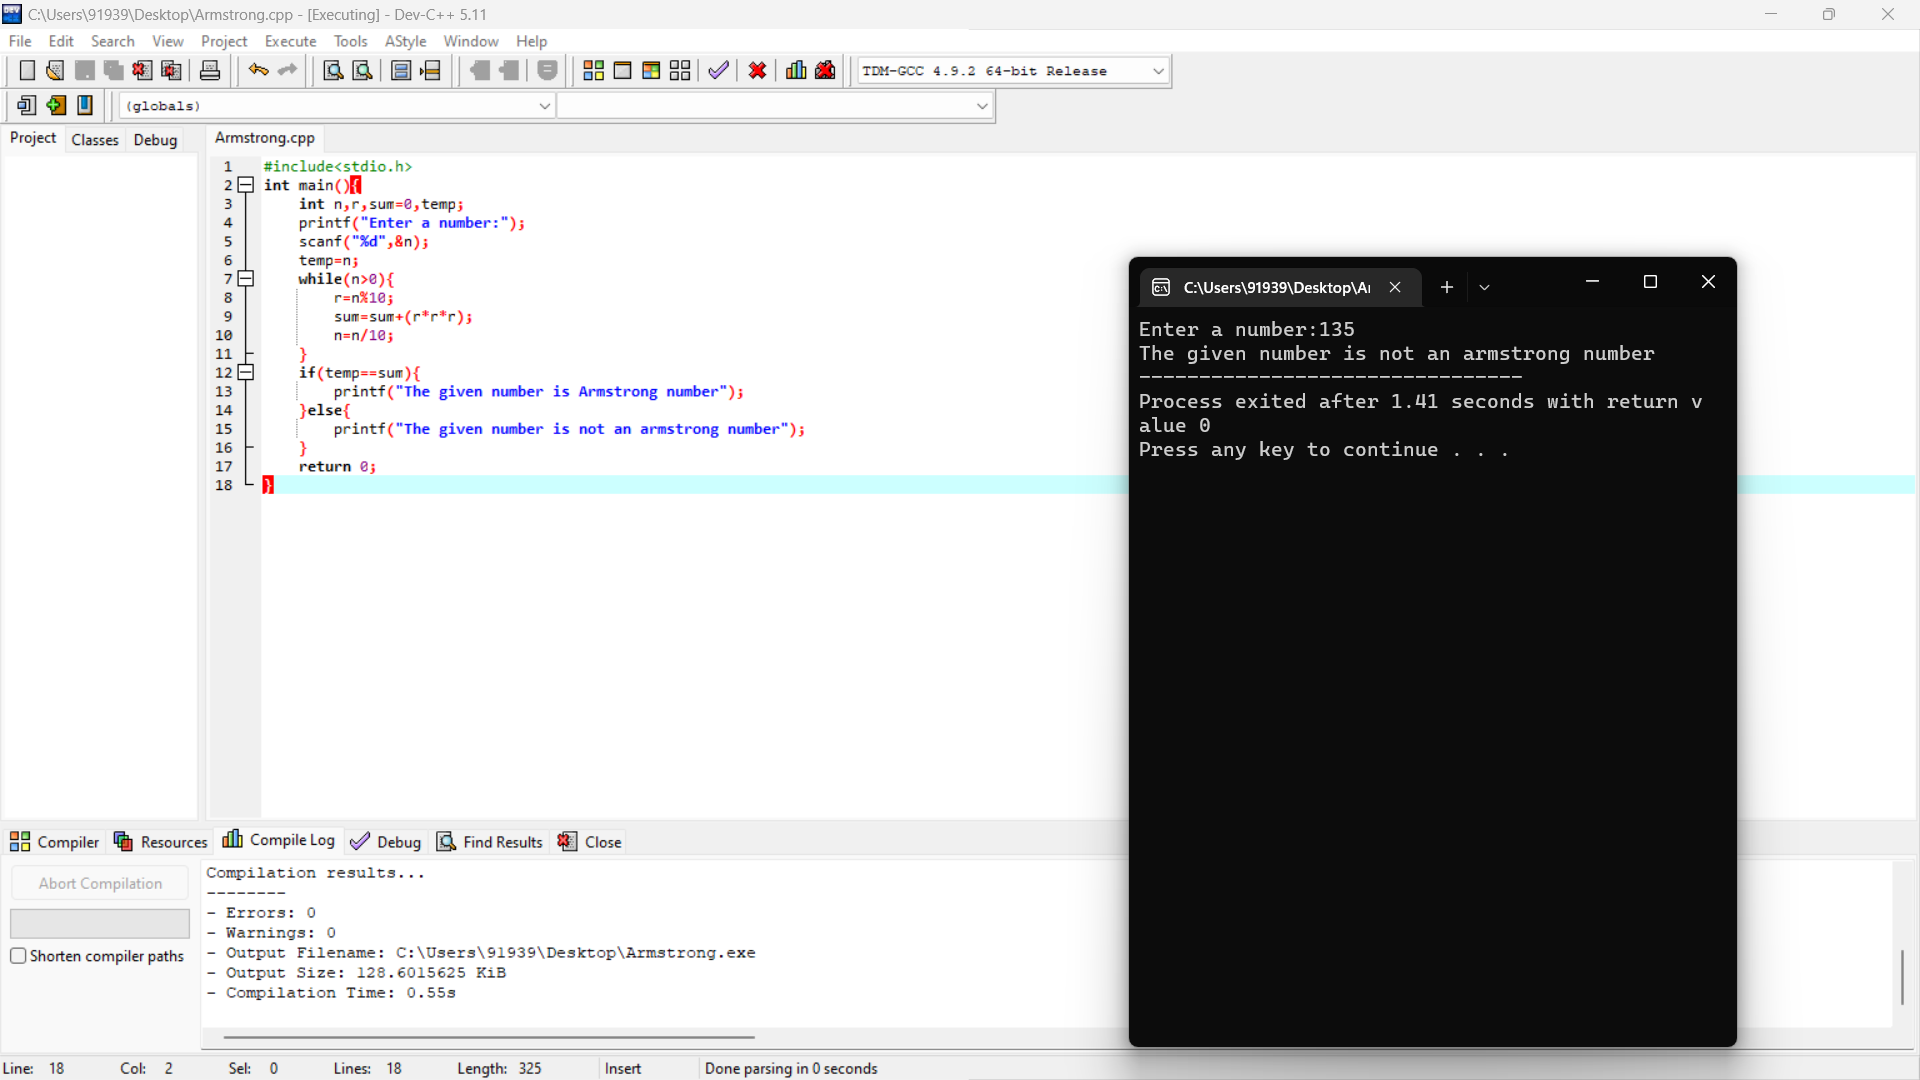 C:\Users\91939\Desktop\Armstrong.cpp - [Executing] - Dev-C++ 5.11
File Edit Search View Project Execute Tools AStyle Window Help
TDM-GCC 4.9.2 64-bit Release
(globals)
Project Classes Debug
Armstrong.cpp
1 #include<stdio.h>
2 int main(){
3 int n,r,sum=0,temp;
4 printf("Enter a number:");
5 scanf("%d",&n);
6 temp=n;
7 while(n>0){
8 r=n%10;
9 sum=sum+(r*r*r);
10 n=n/10;
11 }
12 if(temp==sum){
13 printf("The given number is Armstrong number");
14 }else{
15 printf("The given number is not an armstrong number");
16 }
17 return 0;
18 }
C:\Users\91939\Desktop\Ar
Enter a number:135
The given number is not an armstrong number
--------------------------------
Process exited after 1.41 seconds with return v
alue 0
Press any key to continue . . .
Compiler Resources Compile Log Debug Find Results Close
Abort Compilation
Shorten compiler paths
Compilation results...
--------
- Errors: 0
- Warnings: 0
- Output Filename: C:\Users\91939\Desktop\Armstrong.exe
- Output Size: 128.6015625 KiB
- Compilation Time: 0.55s
Line: 18 Col: 2 Sel: 0 Lines: 18 Length: 325 Insert Done parsing in 0 seconds